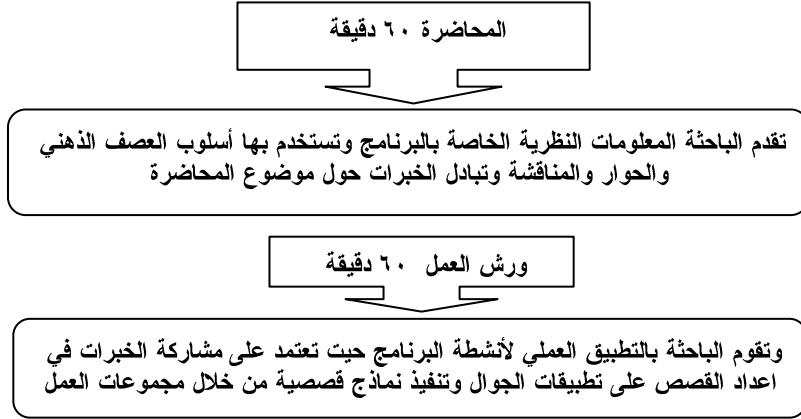 المحاضرة ٦٠ دقيقة
تقدم الباحثة المعلومات النظرية الخاصة بالبرنامج وتستخدم بها أسلوب العصف الذهني
والحوار والمناقشة وتبادل الخبرات حول موضوع المحاضرة
ورش العمل ٦٠ دقيقة
وتقوم الباحثة بالتطبيق العملي لأنشطة البرنامج حيت تعتمد على مشاركة الخبرات في
اعداد القصص على تطبيقات الجوال وتنفيذ نماذج قصصية من خلال مجموعات العمل